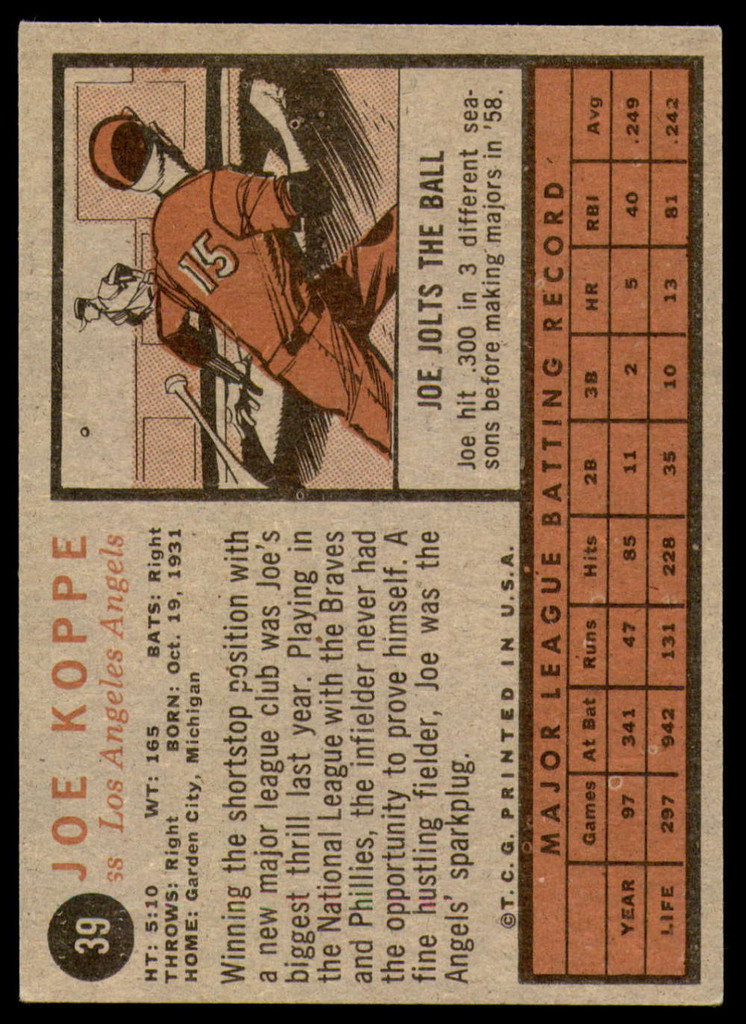 39
JOE KOPPE
ss Los Angeles Angels
HT: 5:10 WT: 165 BATS: Right
THROWS: Right BORN: Oct. 19, 1931
HOME: Garden City, Michigan
Winning the shortstop position with
a new major league club was Joe's
biggest thrill last year. Playing in
the National League with the Braves
and Phillies, the infielder never had
the opportunity to prove himself. A
fine hustling fielder, Joe was the
Angels' sparkplug.
©T.C.G. PRINTED IN U.S.A.
15
JOE JOLTS THE BALL
Joe hit .300 in 3 different sea-
sons before making majors in '58.
MAJOR LEAGUE BATTING RECORD
Games At Bat Runs Hits 2B 3B HR RBI Avg
YEAR 97 341 47 85 11 2 5 40 .249
LIFE 297 942 131 228 35 10 13 81 .242